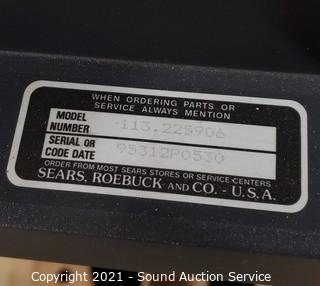 WHEN ORDERING PARTS OR
SERVICE ALWAYS MENTION
MODEL
NUMBER 113.225906
SERIAL OR
CODE DATE 95312P0530
ORDER FROM MOST SEARS STORES OR SERVICE CENTERS
SEARS, ROEBUCK AND CO. - U.S.A.
Copyright 2021 - Sound Auction Service